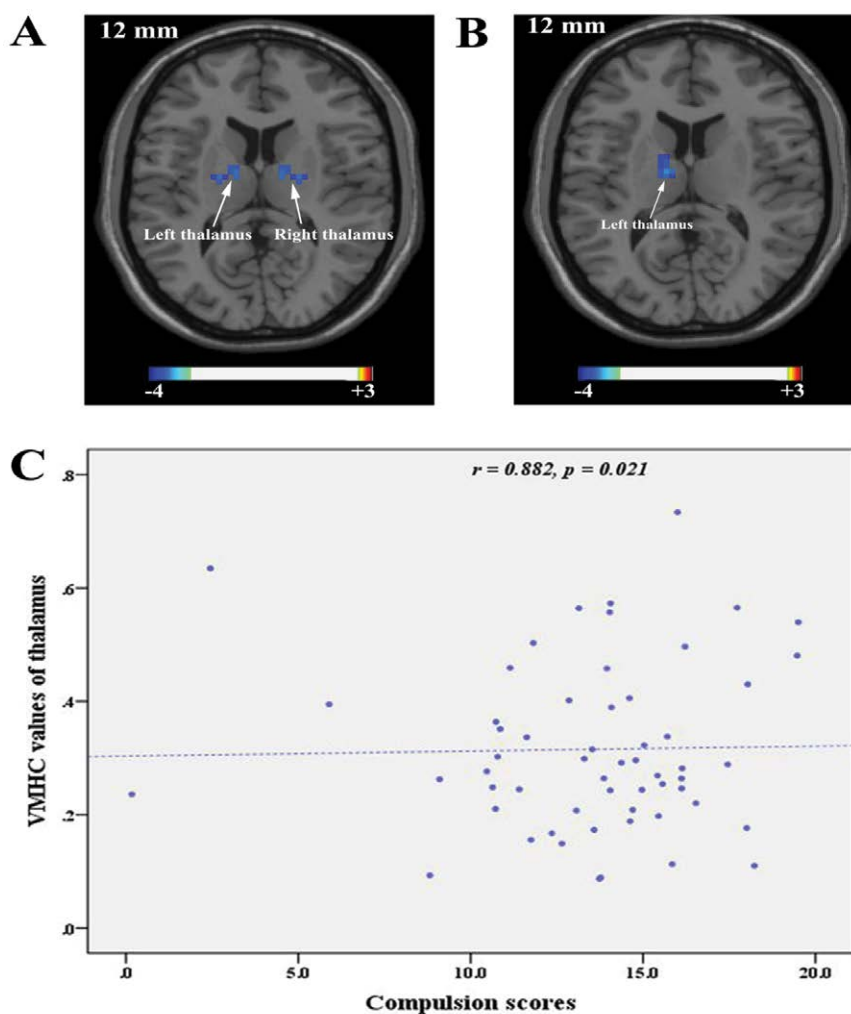 A
12 mm
Left thalamus
Right thalamus
-4
+3
B
12 mm
Left thalamus
-4
+3
C
r = 0.882, p = 0.021
VMHC values of thalamus
.8
.6
.4
.2
.0
.0
5.0
10.0
15.0
20.0
Compulsion scores